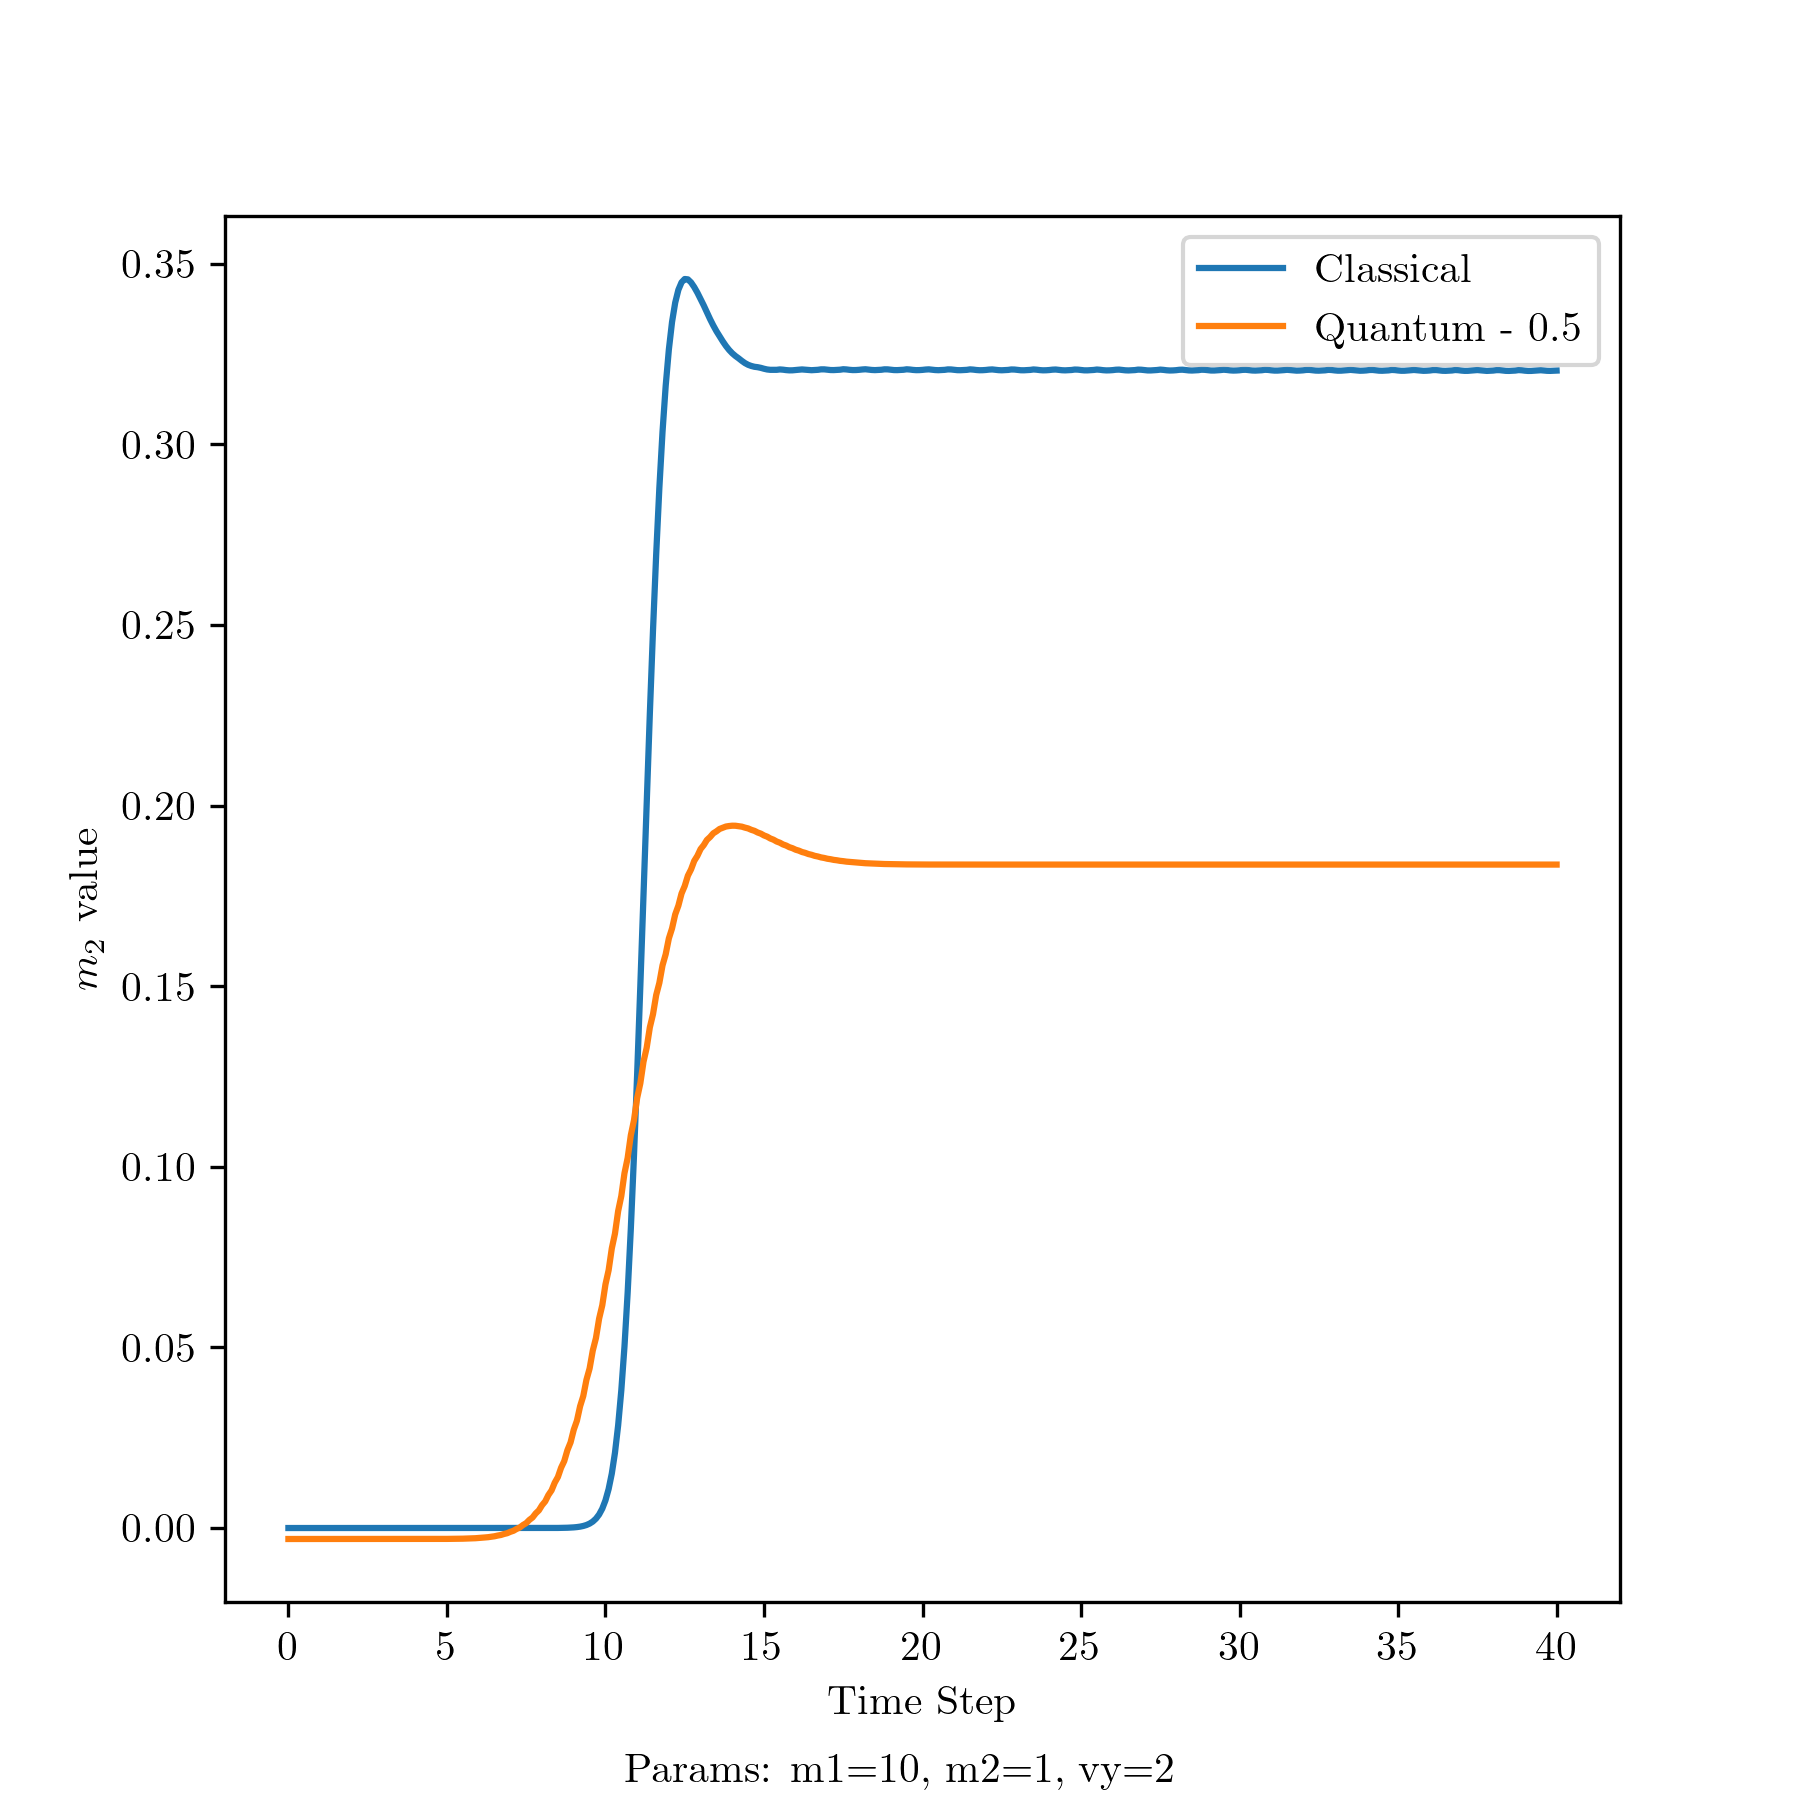 Classical
Quantum - 0.5
0.35
0.30
0.25
0.20
0.15
0.10
0.05
0.00
m₂ value
0 5 10 15 20 25 30 35 40
Time Step
Params: m1=10, m2=1, vy=2